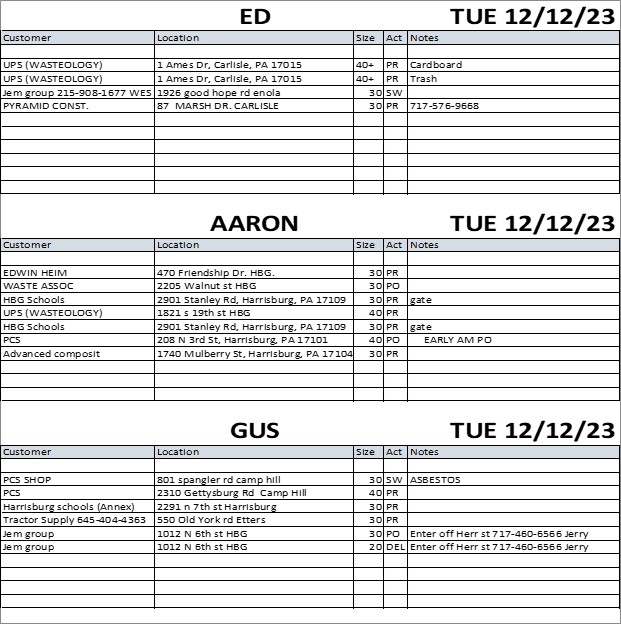 ED TUE 12/12/23
Customer Location Size Act Notes
UPS (WASTEOLOGY) 1 Ames Dr, Carlisle, PA 17015 40+ PR Cardboard
UPS (WASTEOLOGY) 1 Ames Dr, Carlisle, PA 17015 40+ PR Trash
Jem group 215-908-1677 WES 1926 good hope rd enola 30 SW
PYRAMID CONST. 87 MARSH DR. CARLISLE 30 PR 717-576-9668
AARON TUE 12/12/23
Customer Location Size Act Notes
EDWIN HEIM 470 Friendship Dr. HBG. 30 PR
WASTE ASSOC 2205 Walnut st HBG 30 PO
HBG Schools 2901 Stanley Rd, Harrisburg, PA 17109 30 PR gate
UPS (WASTEOLOGY) 1821 s 19th st HBG 40 PR
HBG Schools 2901 Stanley Rd, Harrisburg, PA 17109 30 PR gate
PCS 208 N 3rd St, Harrisburg, PA 17101 40 PO EARLY AM PO
Advanced composit 1740 Mulberry St, Harrisburg, PA 17104 30 PR
GUS TUE 12/12/23
Customer Location Size Act Notes
PCS SHOP 801 spangler rd camp hill 30 SW ASBESTOS
PCS 2310 Gettysburg Rd Camp Hill 40 PR
Harrisburg schools (Annex) 2291 n 7th st Harrisburg 30 PR
Tractor Supply 645-404-4363 550 Old York rd Etters 30 PR
Jem group 1012 N 6th st HBG 30 PO Enter off Herr st 717-460-6566 Jerry
Jem group 1012 N 6th st HBG 20 DEL Enter off Herr st 717-460-6566 Jerry